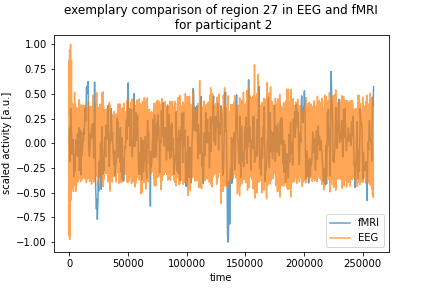 exemplary comparison of region 27 in EEG and fMRI
for participant 2
scaled activity [a.u.]
1.00
0.75
0.50
0.25
0.00
−0.25
−0.50
−0.75
−1.00
fMRI
EEG
0
50000
100000
150000
200000
250000
time